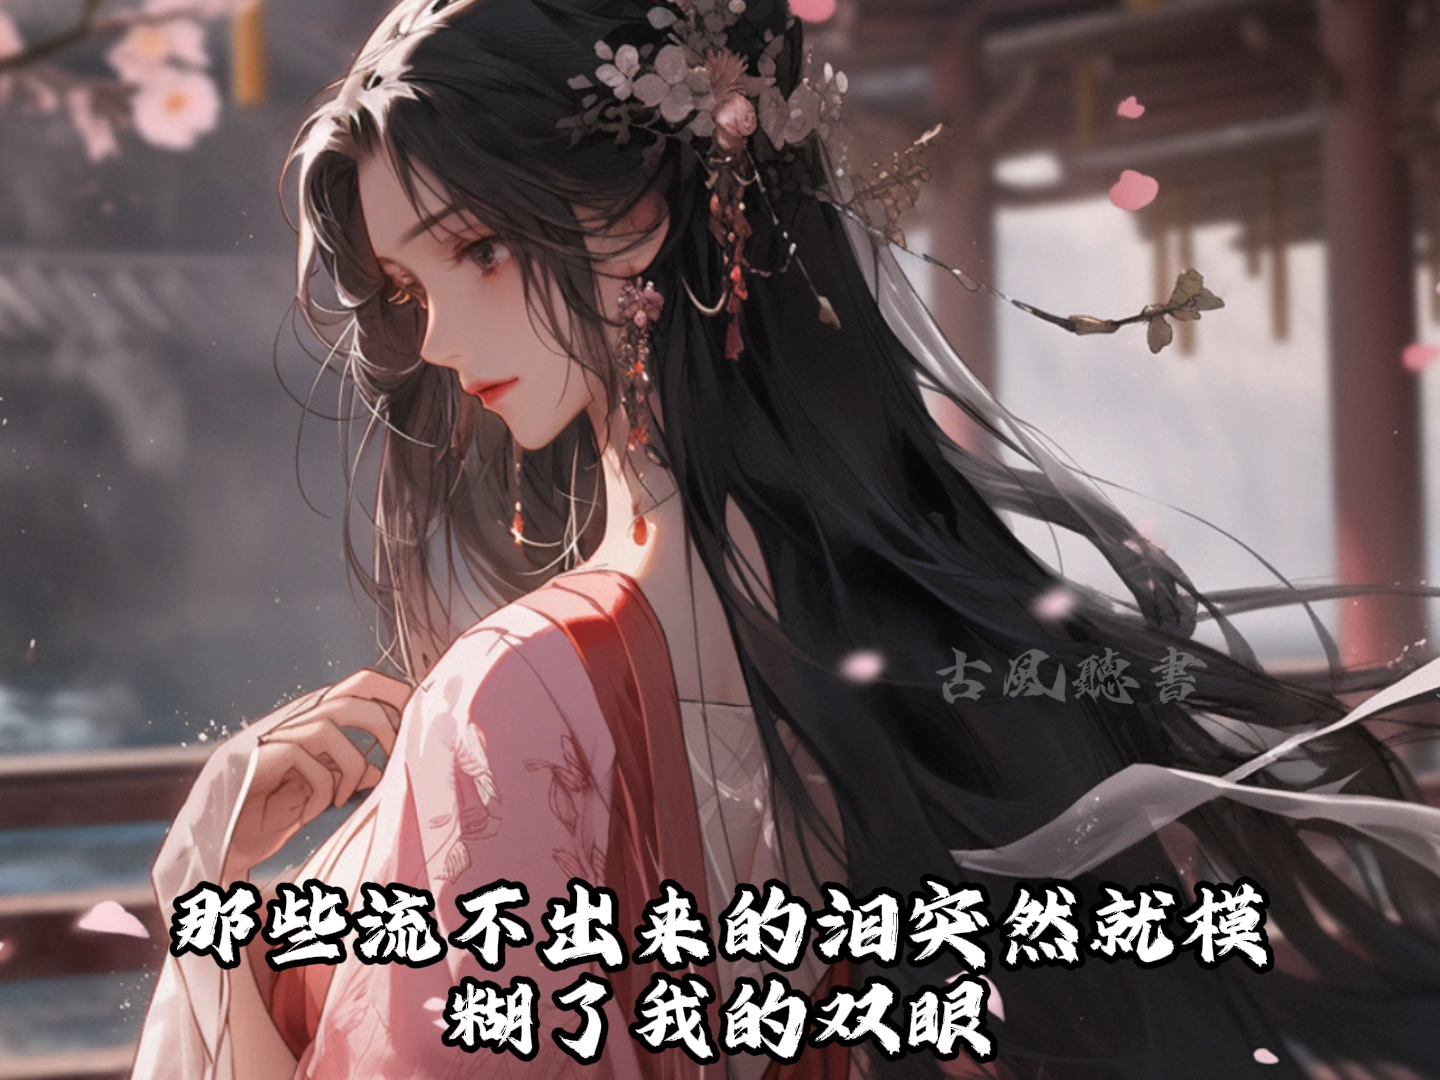 古風聽書
那些流不出来的泪突然就模
糊了我的双眼